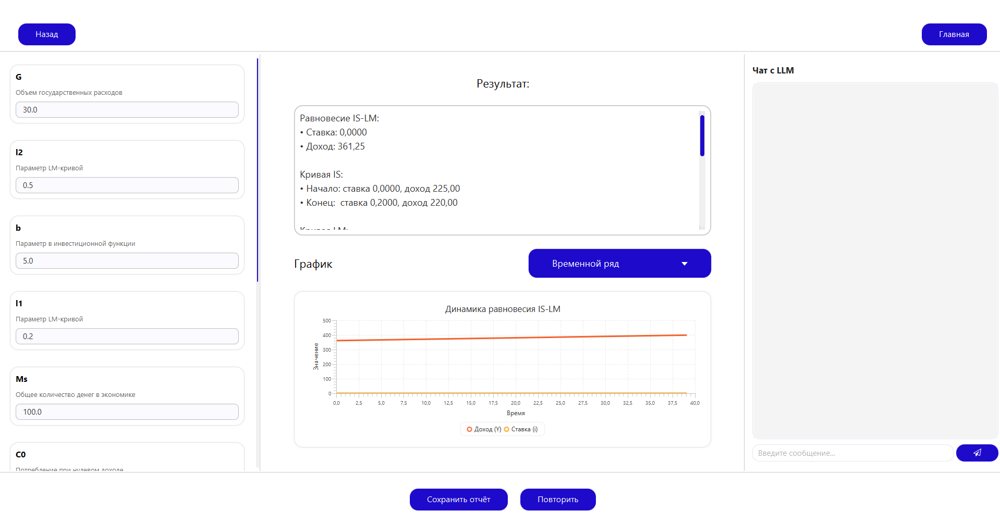 Назад
Главная
G
Объем государственных расходов
30.0
l2
Параметр LM-кривой
0.5
b
Параметр в инвестиционной функции
5.0
l1
Параметр LM-кривой
0.2
Ms
Общее количество денег в экономике
100.0
C0
Потребление при нулевом доходе
Результат:
Равновесие IS-LM:
• Ставка: 0,0000
• Доход: 361,25
Кривая IS:
• Начало: ставка 0,0000, доход 225,00
• Конец:  ставка 0,2000, доход 220,00
Кривая LM:
График
Временной ряд
Динамика равновесия IS-LM
Значение
500
400
300
200
100
0
0,0 2,5 5,0 7,5 10,0 12,5 15,0 17,5 20,0 22,5 25,0 27,5 30,0 32,5 35,0 37,5 40,0
Время
Доход (Y) Ставка (i)
Чат с LLM
Введите сообщение...
Сохранить отчёт
Повторить